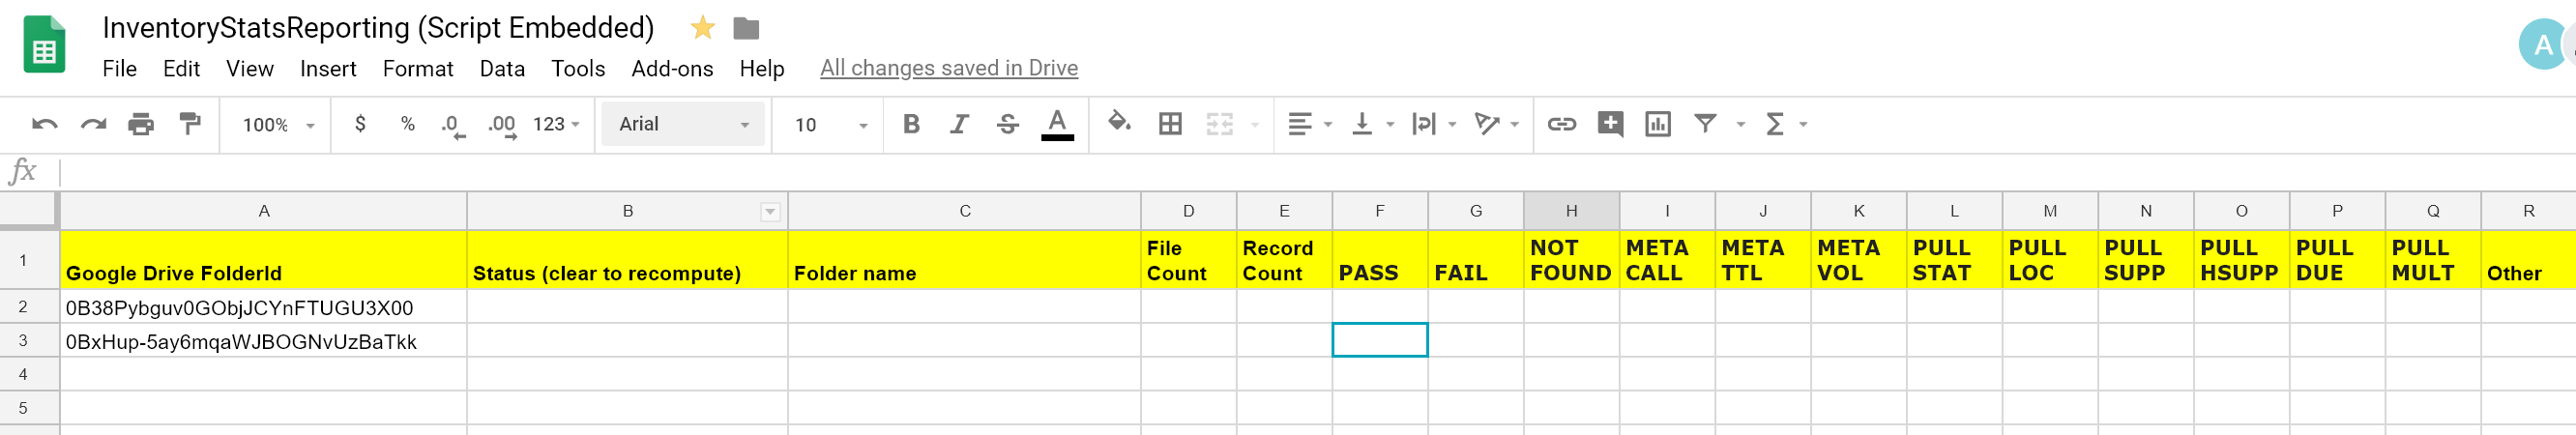 InventoryStatsReporting (Script Embedded)
File Edit View Insert Format Data Tools Add-ons Help All changes saved in Drive
A
100% $ % .0 .00 123 Arial 10 B I S A Σ
fx
A B C D E F G H I J K L M N O P Q R
1 Google Drive FolderId Status (clear to recompute) Folder name File Count Record Count PASS FAIL NOT FOUND META CALL META TTL META VOL PULL STAT PULL LOC PULL SUPP PULL HSUPP PULL DUE PULL MULT Other
2 0B38Pybguv0GObjJCYnFTUGU3X00
3 0BxHup-5ay6mqaWJBOGNvUzBaTkk
4
5